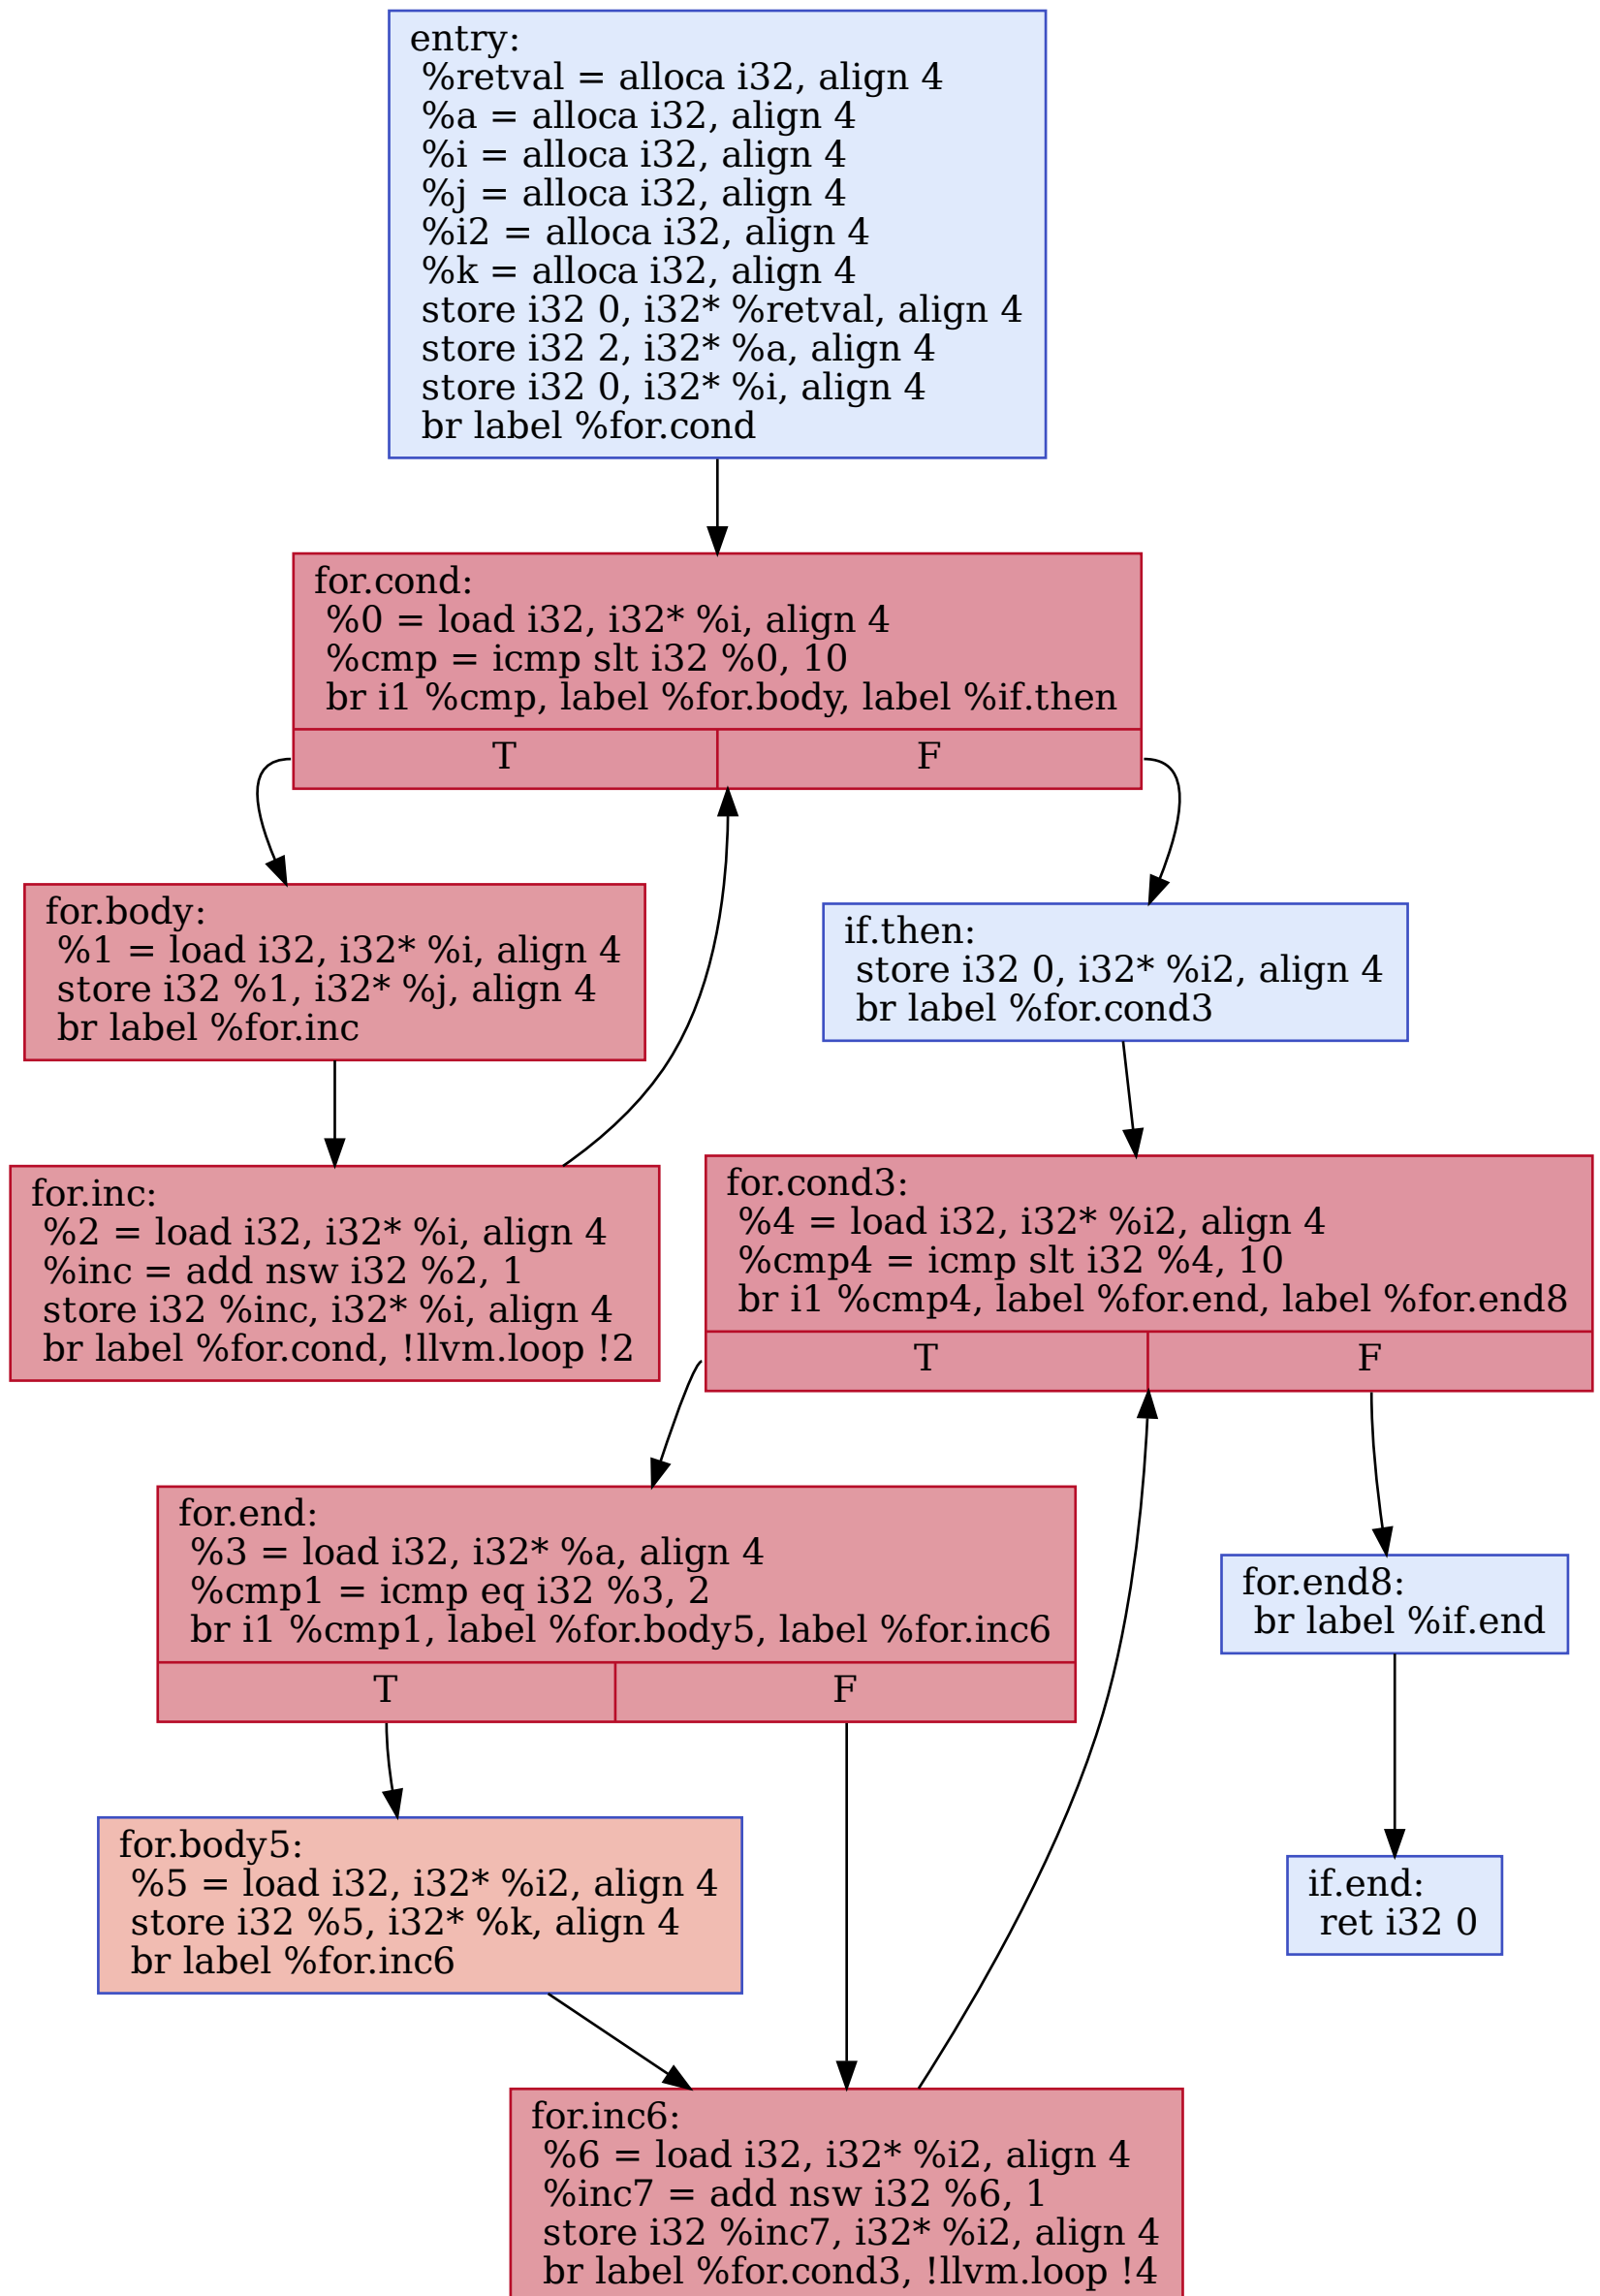 entry:
%retval = alloca i32, align 4
%a = alloca i32, align 4
%i = alloca i32, align 4
%j = alloca i32, align 4
%i2 = alloca i32, align 4
%k = alloca i32, align 4
store i32 0, i32* %retval, align 4
store i32 2, i32* %a, align 4
store i32 0, i32* %i, align 4
br label %for.cond
for.cond:
%0 = load i32, i32* %i, align 4
%cmp = icmp slt i32 %0, 10
br i1 %cmp, label %for.body, label %if.then
T F
for.body:
%1 = load i32, i32* %i, align 4
store i32 %1, i32* %j, align 4
br label %for.inc
if.then:
store i32 0, i32* %i2, align 4
br label %for.cond3
for.inc:
%2 = load i32, i32* %i, align 4
%inc = add nsw i32 %2, 1
store i32 %inc, i32* %i, align 4
br label %for.cond, !llvm.loop !2
for.cond3:
%4 = load i32, i32* %i2, align 4
%cmp4 = icmp slt i32 %4, 10
br i1 %cmp4, label %for.end, label %for.end8
T F
for.end:
%3 = load i32, i32* %a, align 4
%cmp1 = icmp eq i32 %3, 2
br i1 %cmp1, label %for.body5, label %for.inc6
T F
for.end8:
br label %if.end
for.body5:
%5 = load i32, i32* %i2, align 4
store i32 %5, i32* %k, align 4
br label %for.inc6
if.end:
ret i32 0
for.inc6:
%6 = load i32, i32* %i2, align 4
%inc7 = add nsw i32 %6, 1
store i32 %inc7, i32* %i2, align 4
br label %for.cond3, !llvm.loop !4